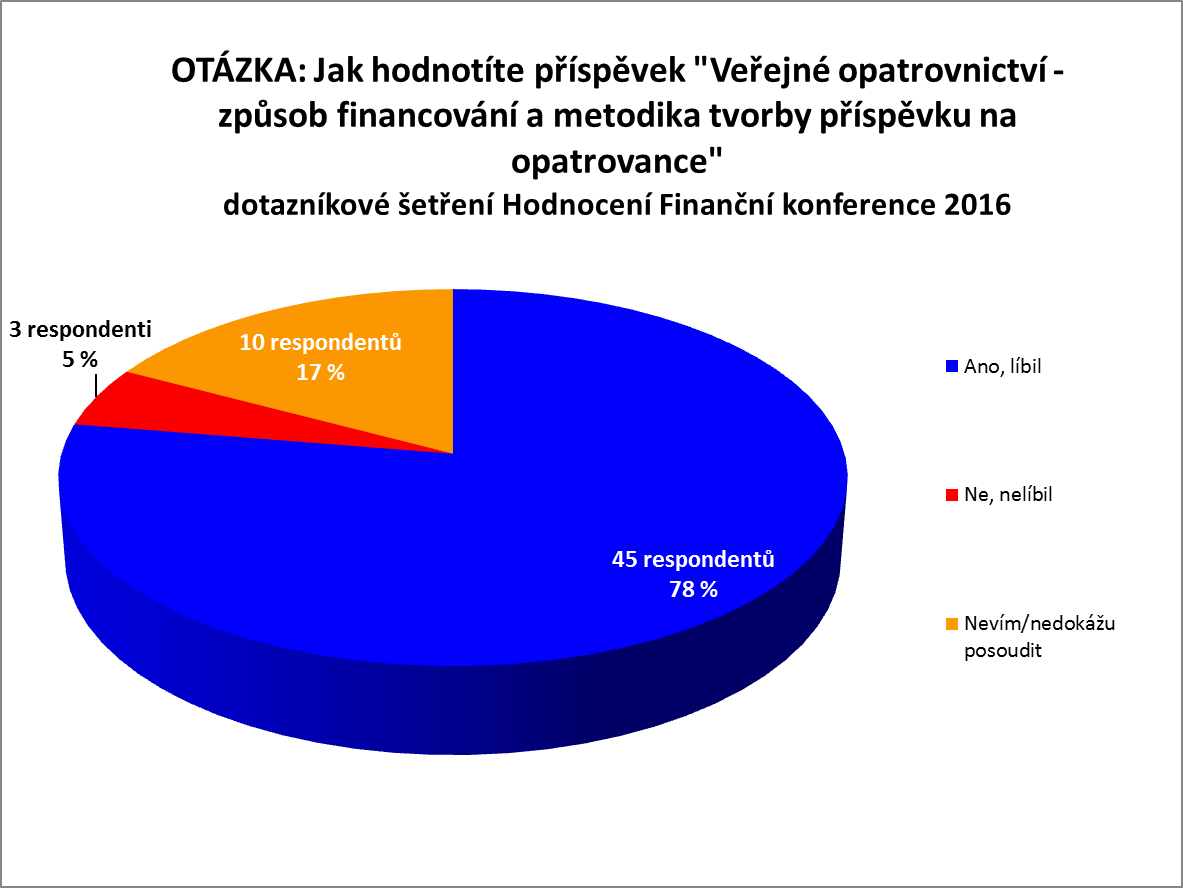 OTÁZKA: Jak hodnotíte příspěvek "Veřejné opatrovnictví -
způsob financování a metodika tvorby příspěvku na
opatrovance"
dotazníkové šetření Hodnocení Finanční konference 2016
3 respondenti
5 %
10 respondentů
17 %
45 respondentů
78 %
Ano, líbil
Ne, nelíbil
Nevím/nedokážu
posoudit